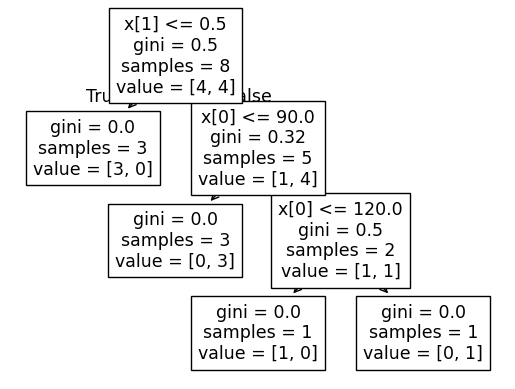 x[1] <= 0.5
gini = 0.5
samples = 8
value = [4, 4]
gini = 0.0
samples = 3
value = [3, 0]
x[0] <= 90.0
gini = 0.32
samples = 5
value = [1, 4]
gini = 0.0
samples = 3
value = [0, 3]
x[0] <= 120.0
gini = 0.5
samples = 2
value = [1, 1]
gini = 0.0
samples = 1
value = [1, 0]
gini = 0.0
samples = 1
value = [0, 1]